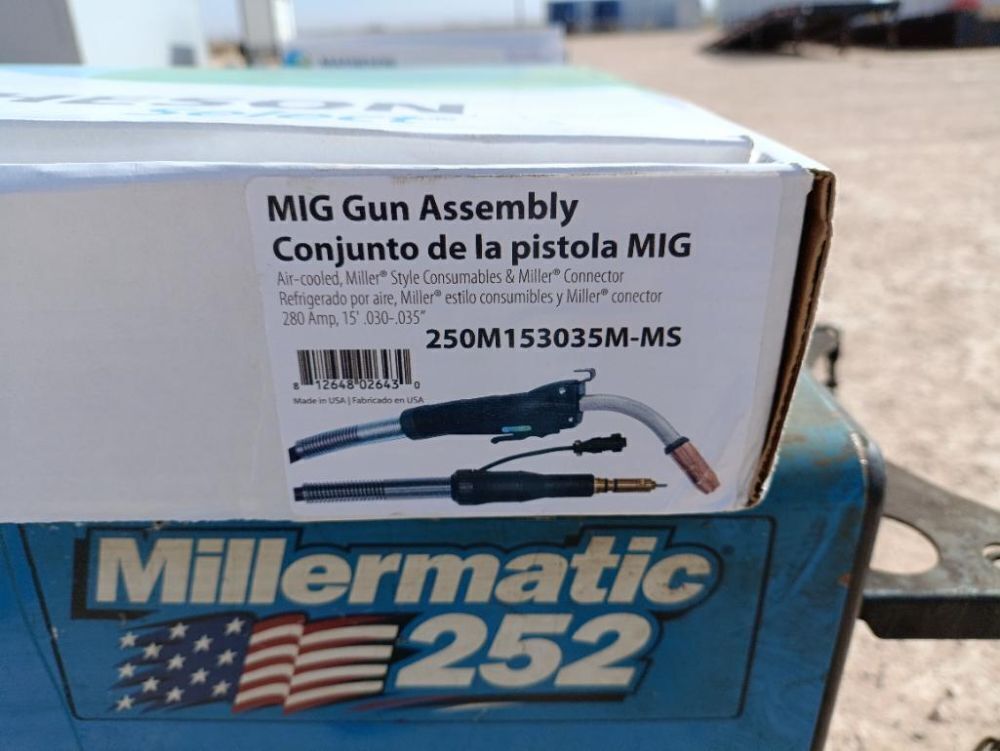 Select
MIG Gun Assembly
Conjunto de la pistola MIG
Air-cooled, Miller® Style Consumables & Miller® Connector
Refrigerado por aire, Miller® estilo consumibles y Miller® conector
280 Amp, 15' .030-.035"
250M153035M-MS
8 12648 02643 0
Made in USA | Fabricado en USA
Millermatic
252